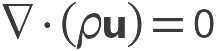 ∇ · (ρu) = 0